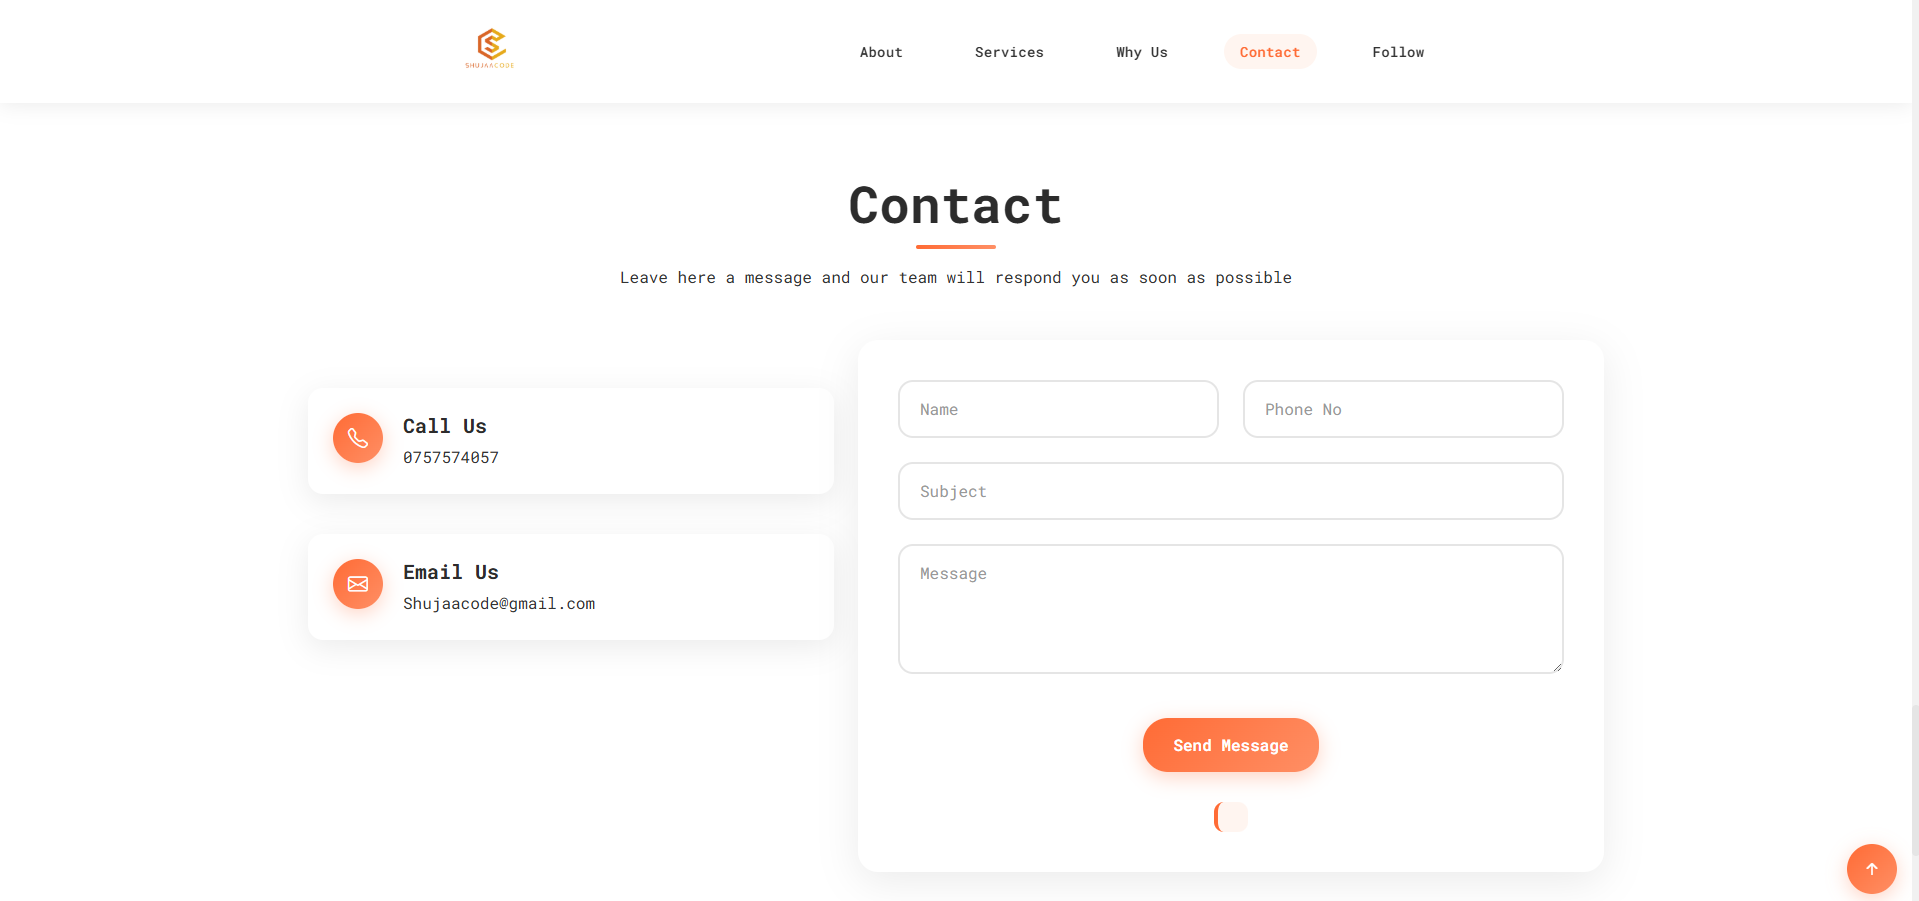 SHUJAACODE
About
Services
Why Us
Contact
Follow
Contact
Leave here a message and our team will respond you as soon as possible
Call Us
0757574057
Email Us
Shujaacode@gmail.com
Name
Phone No
Subject
Message
Send Message